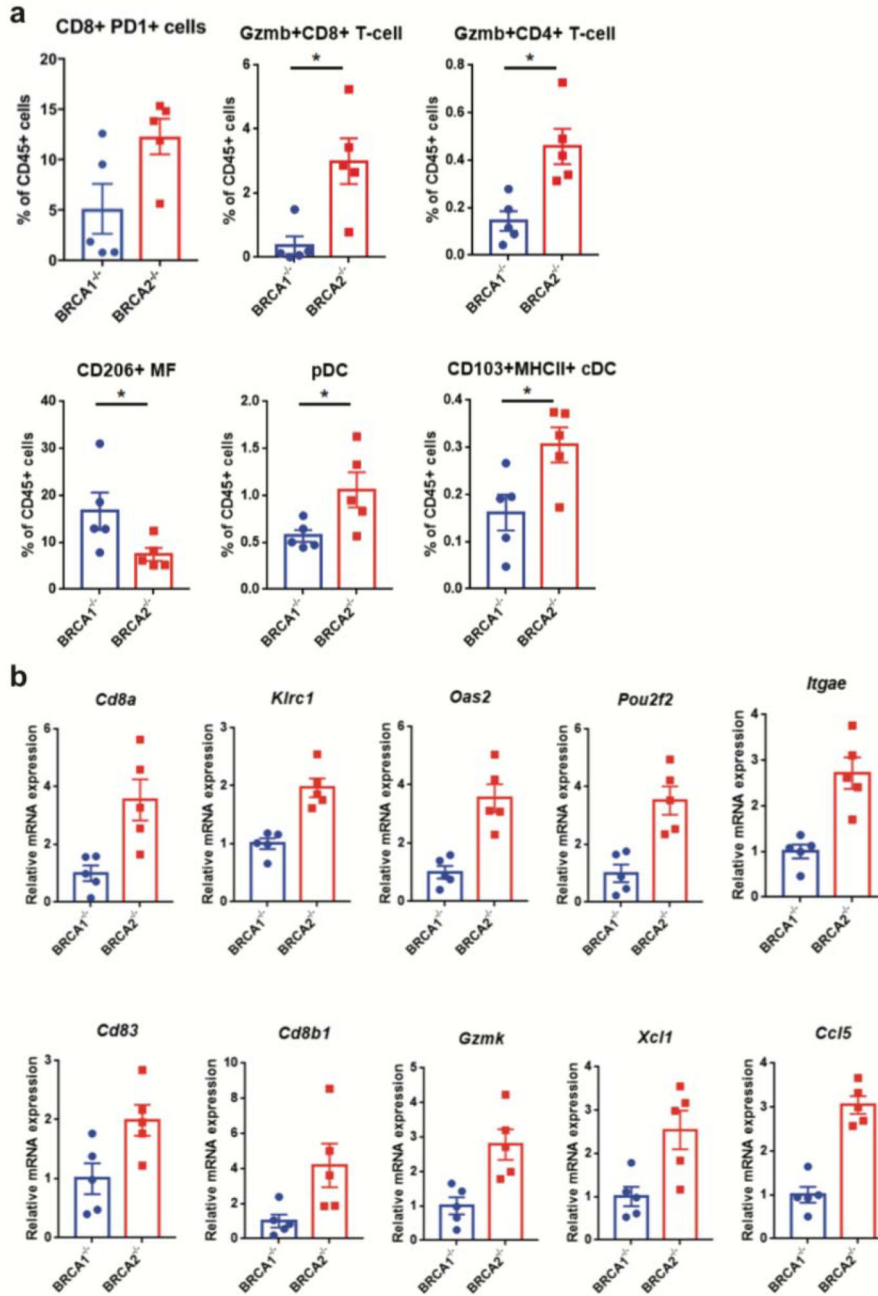 a
CD8+ PD1+ cells
% of CD45+ cells
20
15
10
5
0
BRCA1-/-
BRCA2-/-
Gzmb+CD8+ T-cell
*
% of CD45+ cells
6
4
2
0
BRCA1-/-
BRCA2-/-
Gzmb+CD4+ T-cell
*
% of CD45+ cells
0.8
0.6
0.4
0.2
0.0
BRCA1-/-
BRCA2-/-
CD206+ MF
*
% of CD45+ cells
40
30
20
10
0
BRCA1-/-
BRCA2-/-
pDC
*
% of CD45+ cells
2.0
1.5
1.0
0.5
0.0
BRCA1-/-
BRCA2-/-
CD103+MHCII+ cDC
*
% of CD45+ cells
0.4
0.3
0.2
0.1
0.0
BRCA1-/-
BRCA2-/-
b
Cd8a
Relative mRNA expression
6
4
2
0
BRCA1-/-
BRCA2-/-
Klrc1
Relative mRNA expression
3
2
1
0
BRCA1-/-
BRCA2-/-
Oas2
Relative mRNA expression
6
4
2
0
BRCA1-/-
BRCA2-/-
Pou2f2
Relative mRNA expression
6
4
2
0
BRCA1-/-
BRCA2-/-
Itgae
Relative mRNA expression
4
3
2
1
0
BRCA1-/-
BRCA2-/-
Cd83
Relative mRNA expression
3
2
1
0
BRCA1-/-
BRCA2-/-
Cd8b1
Relative mRNA expression
10
8
6
4
2
0
BRCA1-/-
BRCA2-/-
Gzmk
Relative mRNA expression
5
4
3
2
1
0
BRCA1-/-
BRCA2-/-
Xcl1
Relative mRNA expression
4
3
2
1
0
BRCA1-/-
BRCA2-/-
Ccl5
Relative mRNA expression
4
3
2
1
0
BRCA1-/-
BRCA2-/-